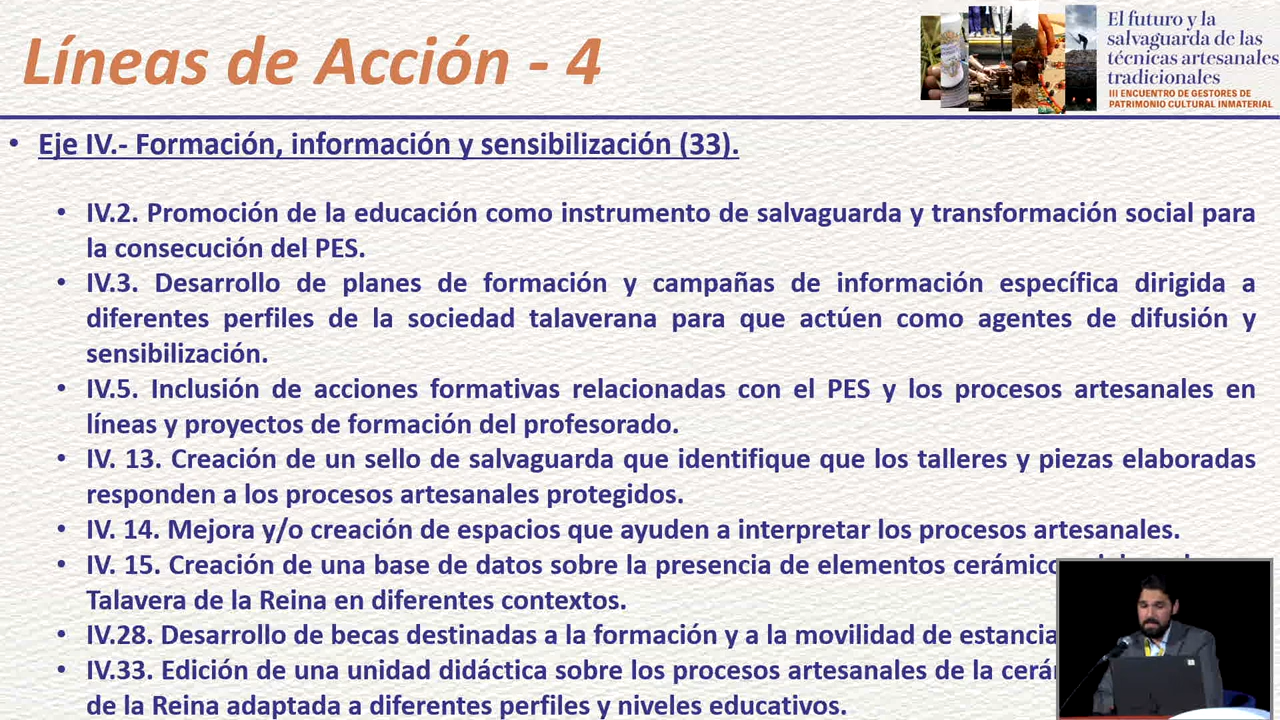 Líneas de Acción - 4
El futuro y la
salvaguarda de las
técnicas artesanales
tradicionales
III ENCUENTRO DE GESTORES DE
PATRIMONIO CULTURAL INMATERIAL
• Eje IV.- Formación, información y sensibilización (33).
• IV.2. Promoción de la educación como instrumento de salvaguarda y transformación social para
la consecución del PES.
• IV.3. Desarrollo de planes de formación y campañas de información específica dirigida a
diferentes perfiles de la sociedad talaverana para que actúen como agentes de difusión y
sensibilización.
• IV.5. Inclusión de acciones formativas relacionadas con el PES y los procesos artesanales en
líneas y proyectos de formación del profesorado.
• IV. 13. Creación de un sello de salvaguarda que identifique que los talleres y piezas elaboradas
responden a los procesos artesanales protegidos.
• IV. 14. Mejora y/o creación de espacios que ayuden a interpretar los procesos artesanales.
• IV. 15. Creación de una base de datos sobre la presencia de elementos
Talavera de la Reina en diferentes contextos.
• IV.28. Desarrollo de becas destinadas a la formación y a la movilidad de
• IV.33. Edición de una unidad didáctica sobre los procesos artesanales de la
de la Reina adaptada a diferentes perfiles y niveles educativos.